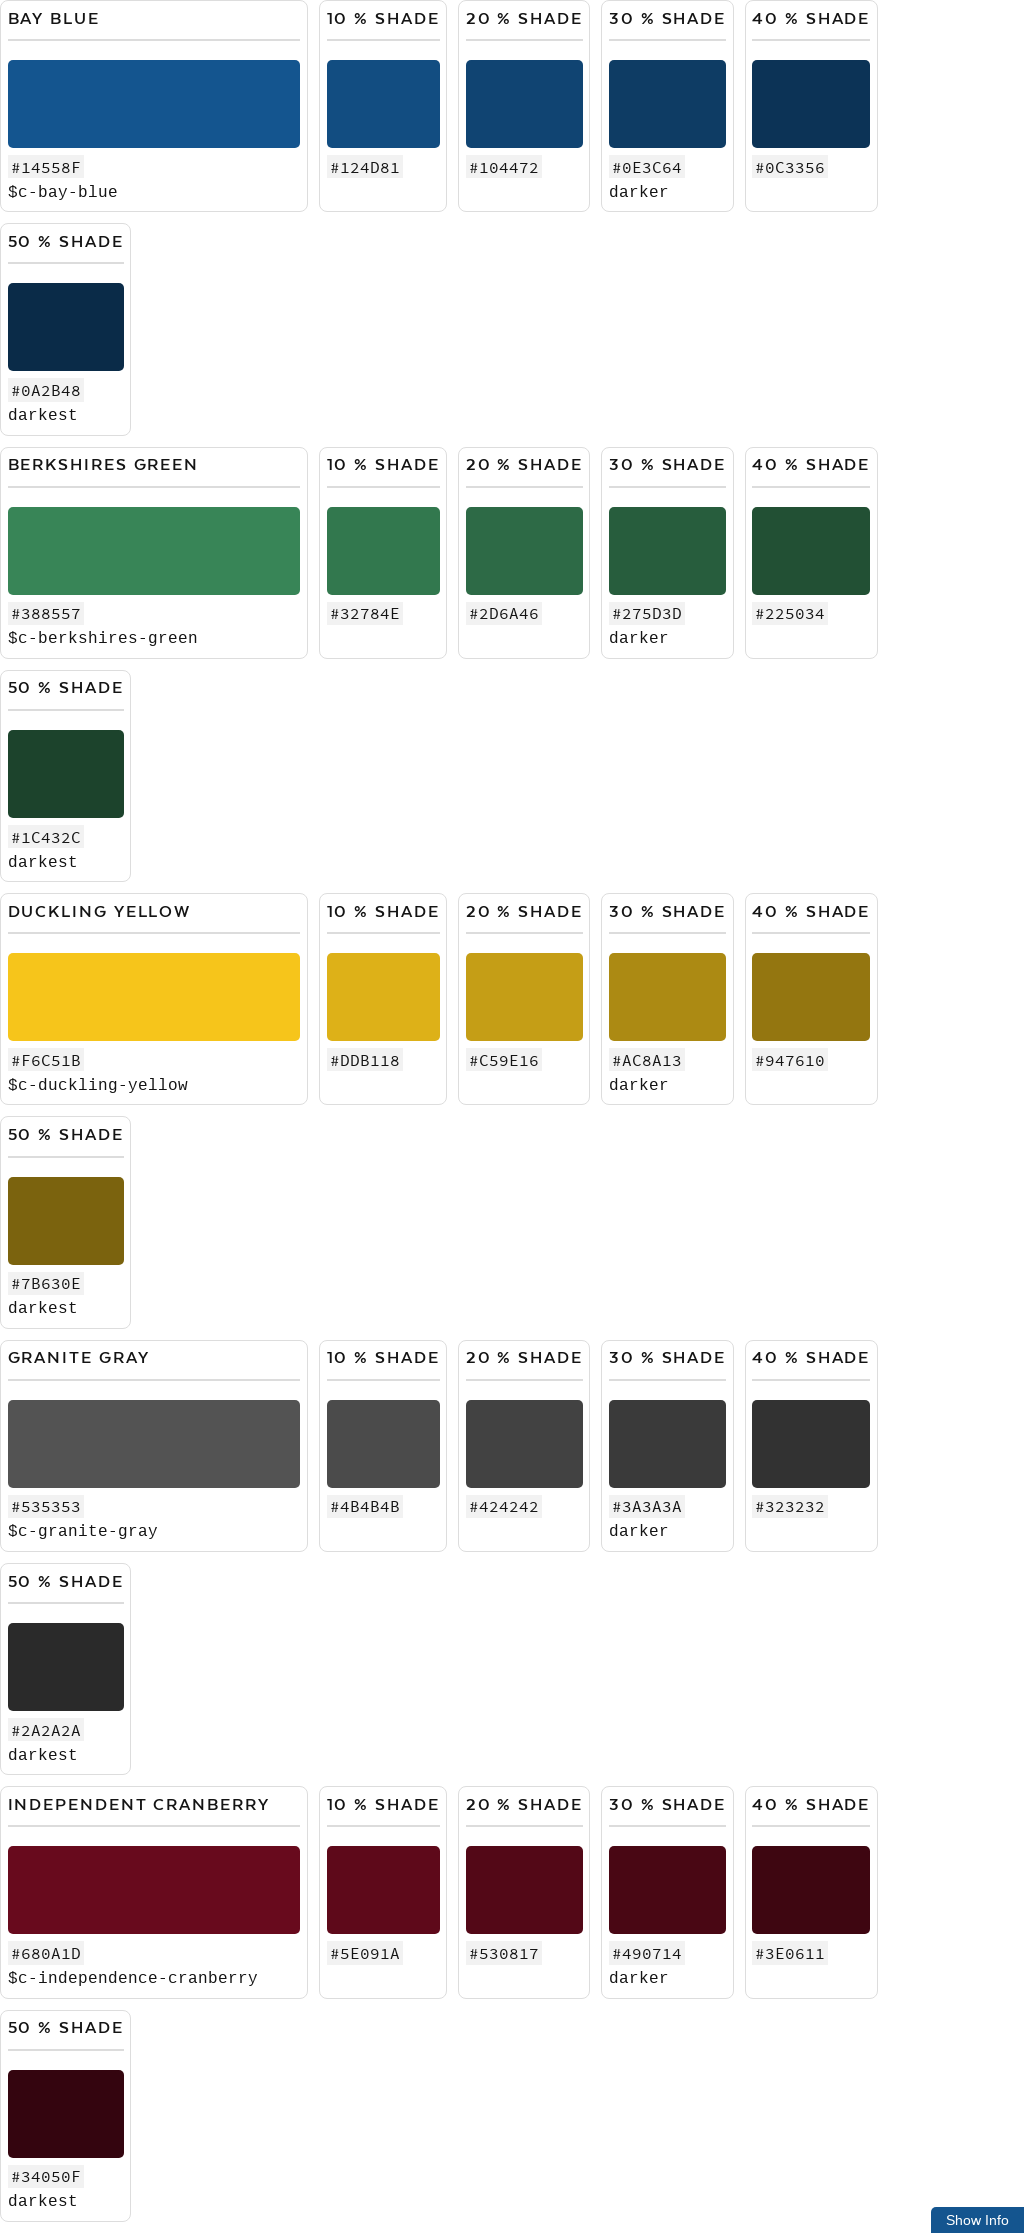 BAY BLUE
#14558F
$c-bay-blue
10 % SHADE
#124D81
20 % SHADE
#104472
30 % SHADE
#0E3C64
darker
40 % SHADE
#0C3356
50 % SHADE
#0A2B48
darkest
BERKSHIRES GREEN
#388557
$c-berkshires-green
10 % SHADE
#32784E
20 % SHADE
#2D6A46
30 % SHADE
#275D3D
darker
40 % SHADE
#225034
50 % SHADE
#1C432C
darkest
DUCKLING YELLOW
#F6C51B
$c-duckling-yellow
10 % SHADE
#DDB118
20 % SHADE
#C59E16
30 % SHADE
#AC8A13
darker
40 % SHADE
#947610
50 % SHADE
#7B630E
darkest
GRANITE GRAY
#535353
$c-granite-gray
10 % SHADE
#4B4B4B
20 % SHADE
#424242
30 % SHADE
#3A3A3A
darker
40 % SHADE
#323232
50 % SHADE
#2A2A2A
darkest
INDEPENDENT CRANBERRY
#680A1D
$c-independence-cranberry
10 % SHADE
#5E091A
20 % SHADE
#530817
30 % SHADE
#490714
darker
40 % SHADE
#3E0611
50 % SHADE
#34050F
darkest
Show Info